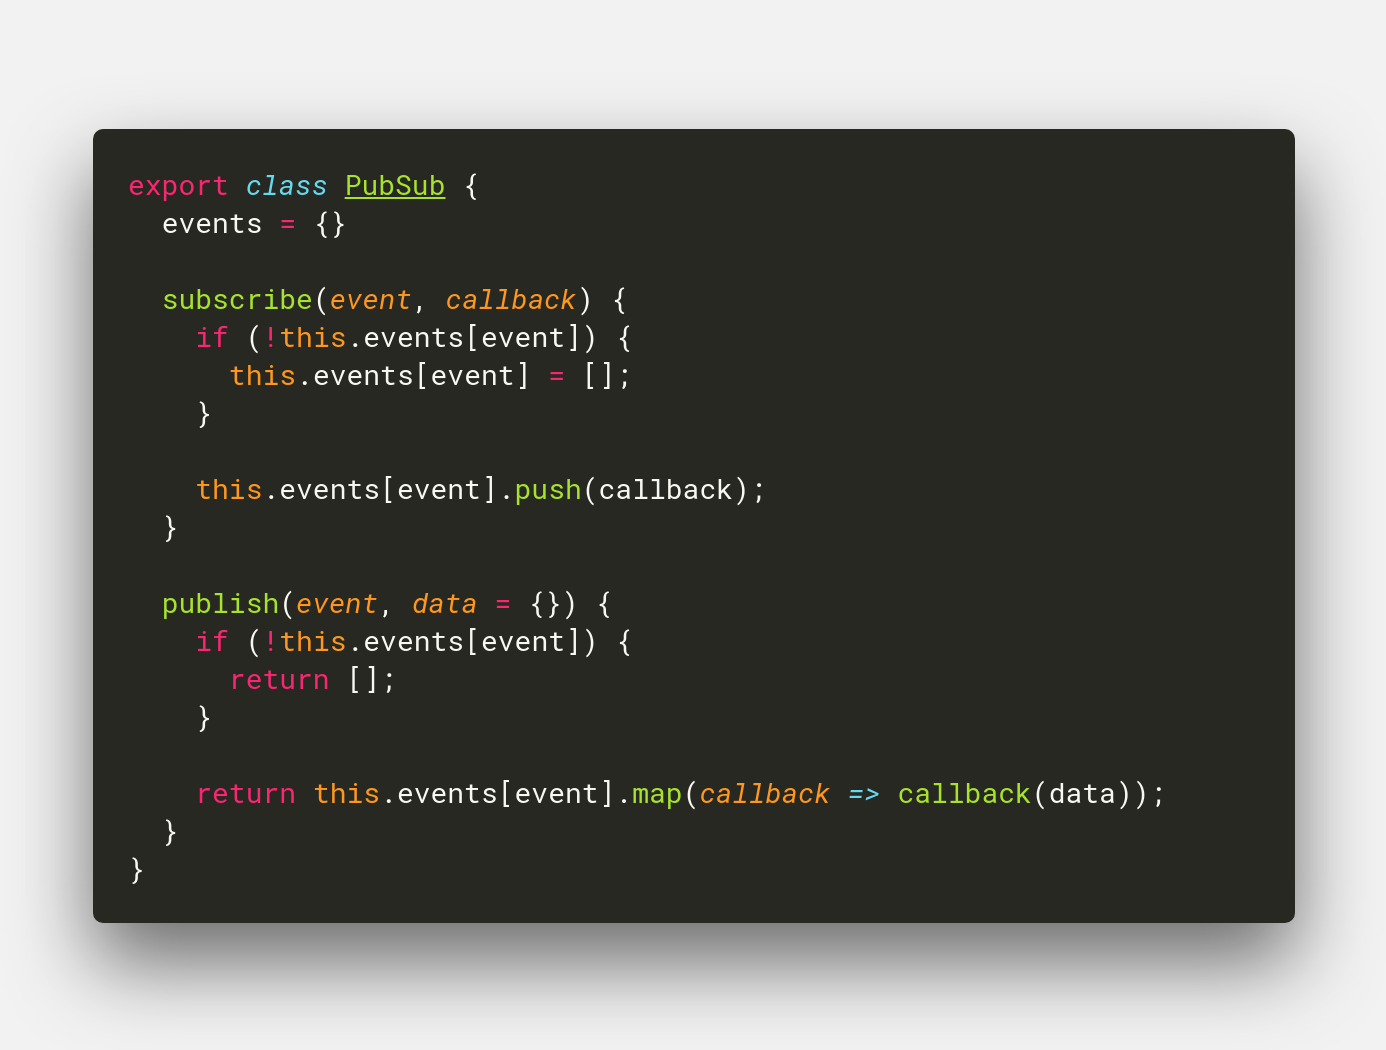 export class PubSub {
  events = {}

  subscribe(event, callback) {
    if (!this.events[event]) {
      this.events[event] = [];
    }

    this.events[event].push(callback);
  }

  publish(event, data = {}) {
    if (!this.events[event]) {
      return [];
    }

    return this.events[event].map(callback => callback(data));
  }
}